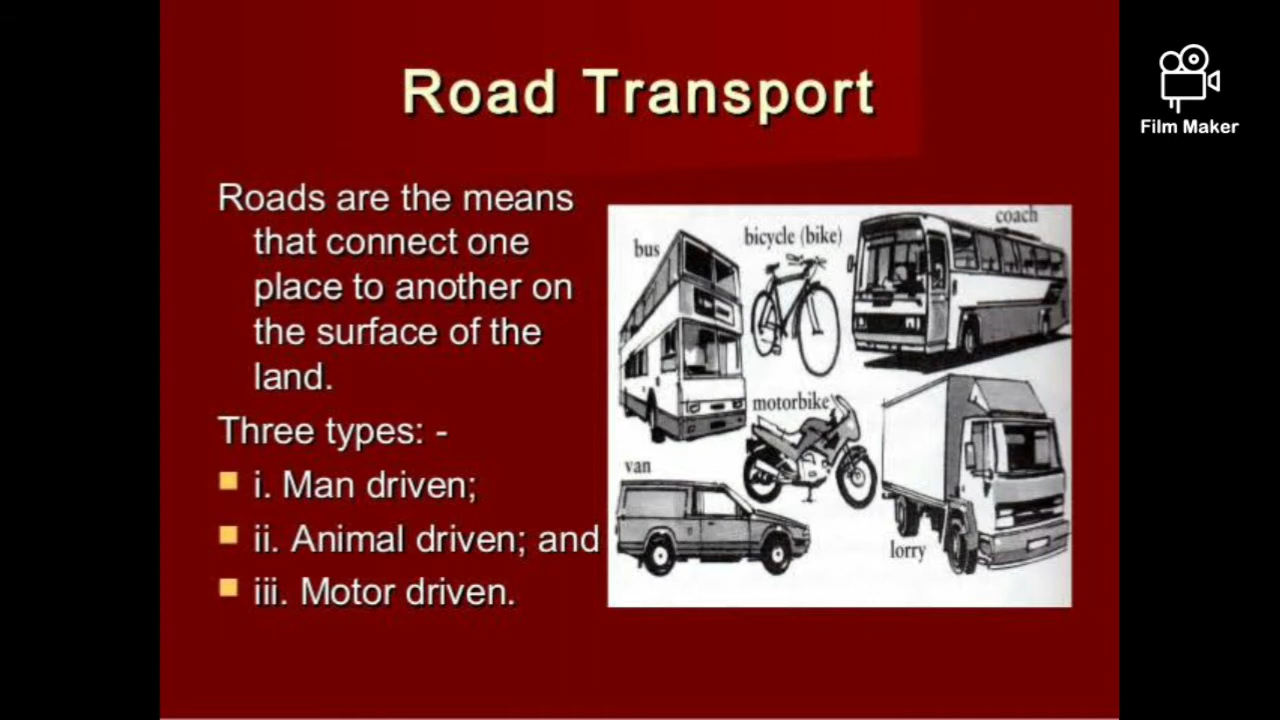 Road Transport
Film Maker
Roads are the means
that connect one
place to another on
the surface of the
land.
Three types: -
i. Man driven;
ii. Animal driven; and
iii. Motor driven.
bus
bicycle (bike)
coach
motorbike
van
lorry